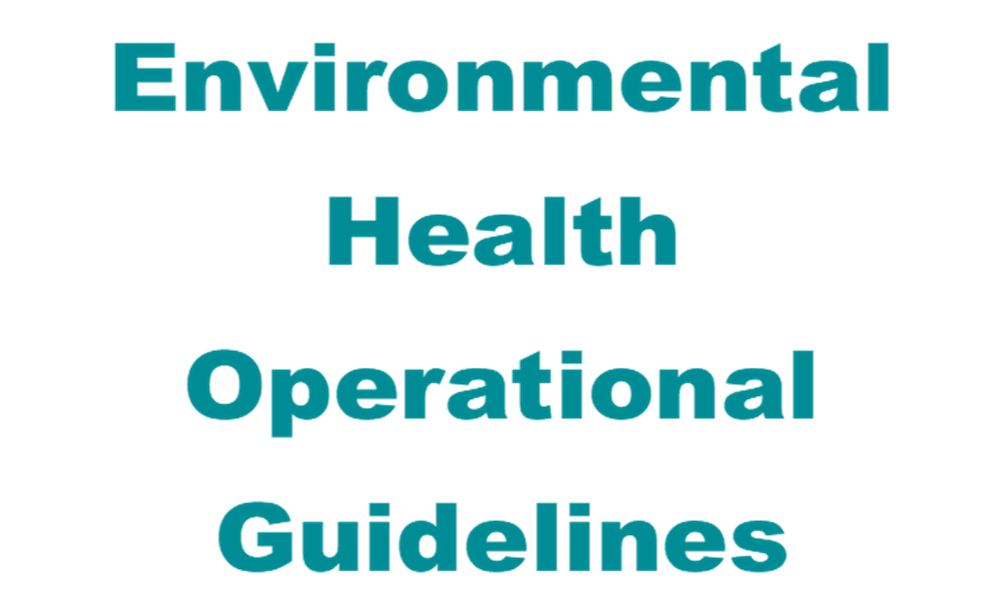 Environmental
Health
Operational
Guidelines